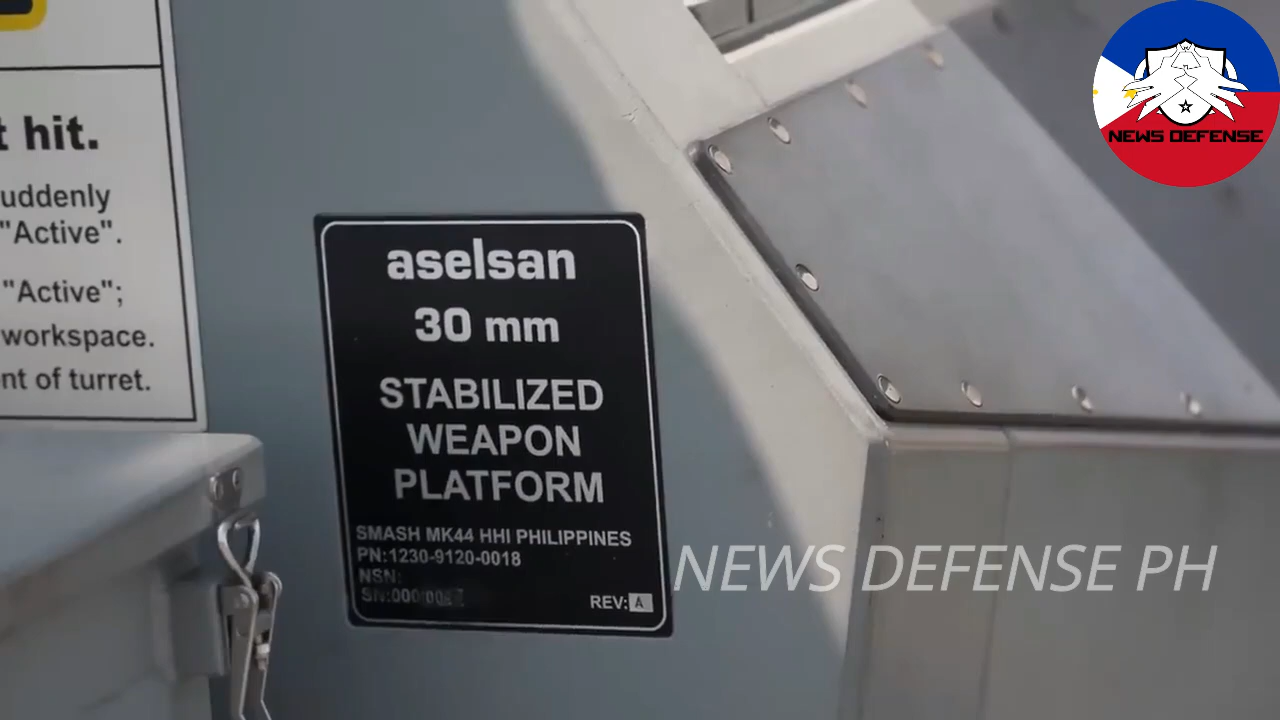 t hit.
uddenly
"Active".
"Active";
workspace.
nt of turret.
aselsan
30 mm
STABILIZED
WEAPON
PLATFORM
SMASH MK44 HHI PHILIPPINES
PN:1230-9120-0018
NSN:
REV:A
NEWS DEFENSE
NEWS DEFENSE PH